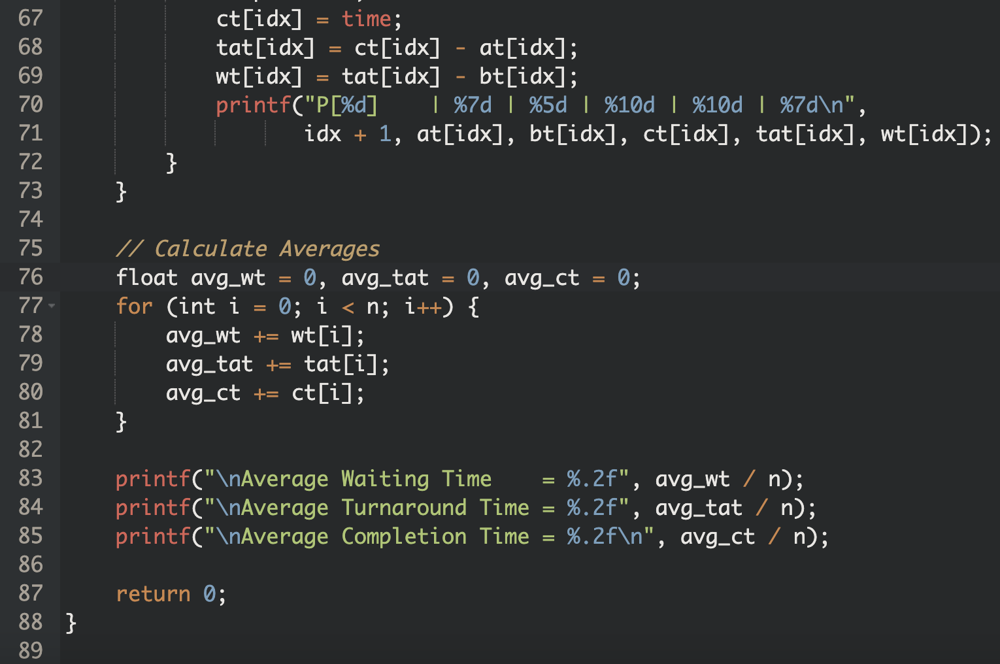 67 ct[idx] = time;
68 tat[idx] = ct[idx] - at[idx];
69 wt[idx] = tat[idx] - bt[idx];
70 printf("P[%d]    | %7d | %5d | %10d | %10d | %7d\n",
71 idx + 1, at[idx], bt[idx], ct[idx], tat[idx], wt[idx]);
72 }
73 }
74
75 // Calculate Averages
76 float avg_wt = 0, avg_tat = 0, avg_ct = 0;
77 for (int i = 0; i < n; i++) {
78 avg_wt += wt[i];
79 avg_tat += tat[i];
80 avg_ct += ct[i];
81 }
82
83 printf("\nAverage Waiting Time    = %.2f", avg_wt / n);
84 printf("\nAverage Turnaround Time = %.2f", avg_tat / n);
85 printf("\nAverage Completion Time = %.2f\n", avg_ct / n);
86
87 return 0;
88 }
89